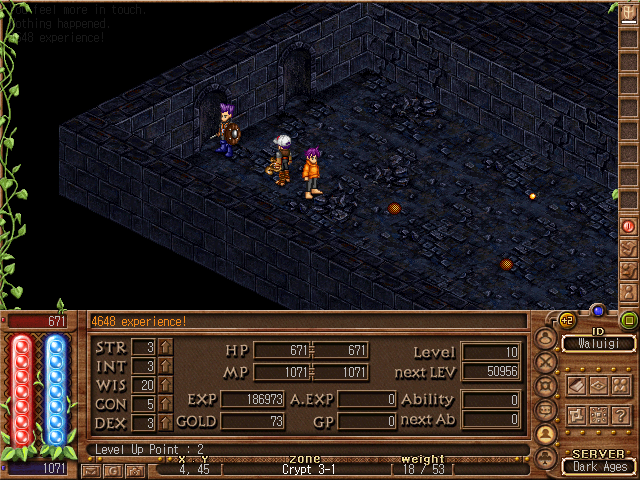 feel more in touch.
othing happened.
48 experience!
671
4648 experience!
+2
ID
Waluigi
STR 3
INT 3
WIS 20
CON 5
DEX 3
HP 671 671
MP 1071 1071
EXP 186973 A.EXP 0
GOLD 73 GP 0
Level 10
next LEV 50956
Ability 0
next Ab 0
Level Up Point : 2
1071
G
X Y zone weight
4, 45 Crypt 3-1 18 / 53
?
SERVER
Dark Ages